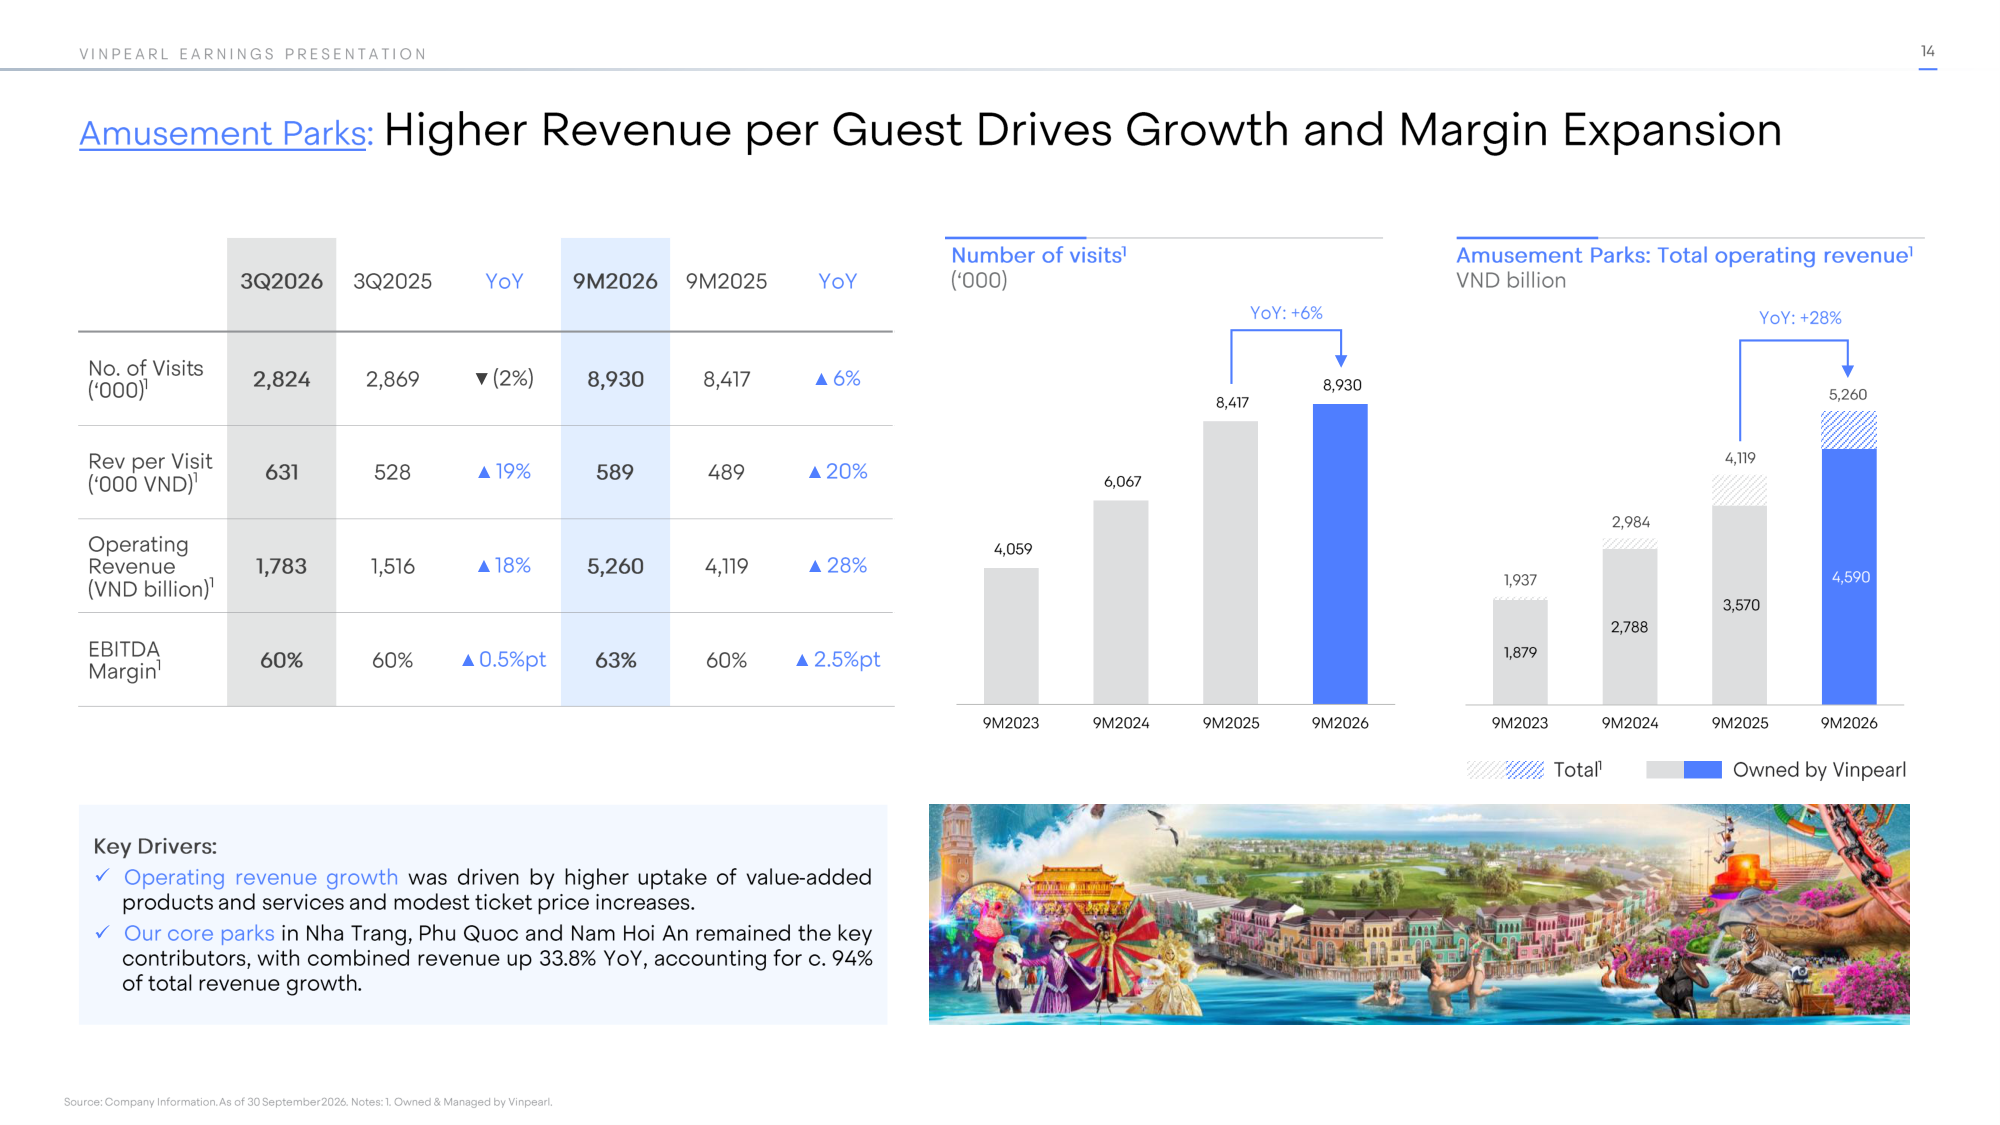 VINPEARL EARNINGS PRESENTATION
14
Amusement Parks: Higher Revenue per Guest Drives Growth and Margin Expansion
3Q2026 3Q2025 YoY 9M2026 9M2025 YoY
No. of Visits
(‘000)¹
2,824 2,869 ▼(2%) 8,930 8,417 ▲6%
Rev per Visit
(‘000 VND)¹
631 528 ▲19% 589 489 ▲20%
Operating
Revenue
(VND billion)¹
1,783 1,516 ▲18% 5,260 4,119 ▲28%
EBITDA
Margin¹
60% 60% ▲0.5%pt 63% 60% ▲2.5%pt
Number of visits¹
(‘000)
YoY: +6%
4,059
6,067
8,417
8,930
9M2023 9M2024 9M2025 9M2026
Amusement Parks: Total operating revenue¹
VND billion
YoY: +28%
1,937
1,879
2,984
2,788
4,119
3,570
5,260
4,590
9M2023 9M2024 9M2025 9M2026
Total¹ Owned by Vinpearl
Key Drivers:
✓ Operating revenue growth was driven by higher uptake of value-added
products and services and modest ticket price increases.
✓ Our core parks in Nha Trang, Phu Quoc and Nam Hoi An remained the key
contributors, with combined revenue up 33.8% YoY, accounting for c. 94%
of total revenue growth.
Source: Company Information. As of 30 September2026. Notes: 1. Owned & Managed by Vinpearl.